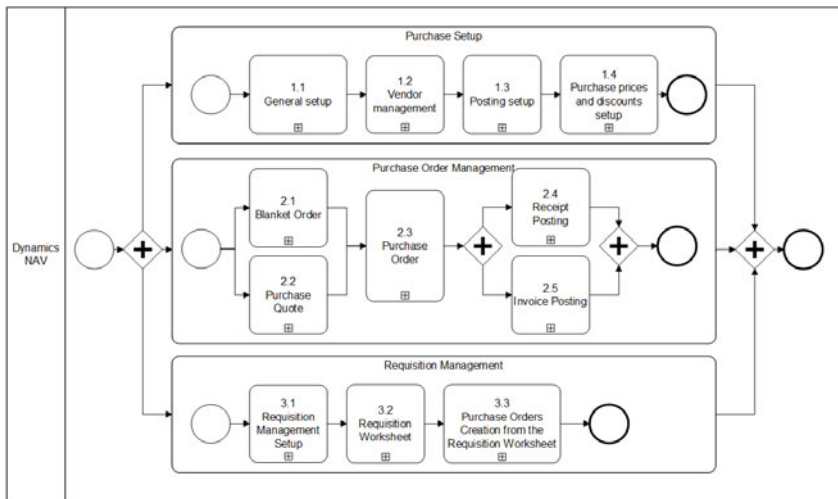 Dynamics
NAV
Purchase Setup
1.1
General setup
1.2
Vendor
management
1.3
Posting setup
1.4
Purchase prices
and discounts
setup
Purchase Order Management
2.1
Blanket Order
2.2
Purchase
Quote
2.3
Purchase
Order
2.4
Receipt
Posting
2.5
Invoice Posting
Requisition Management
3.1
Requisition
Management
Setup
3.2
Requisition
Worksheet
3.3
Purchase Orders
Creation from the
Requisition Worksheet